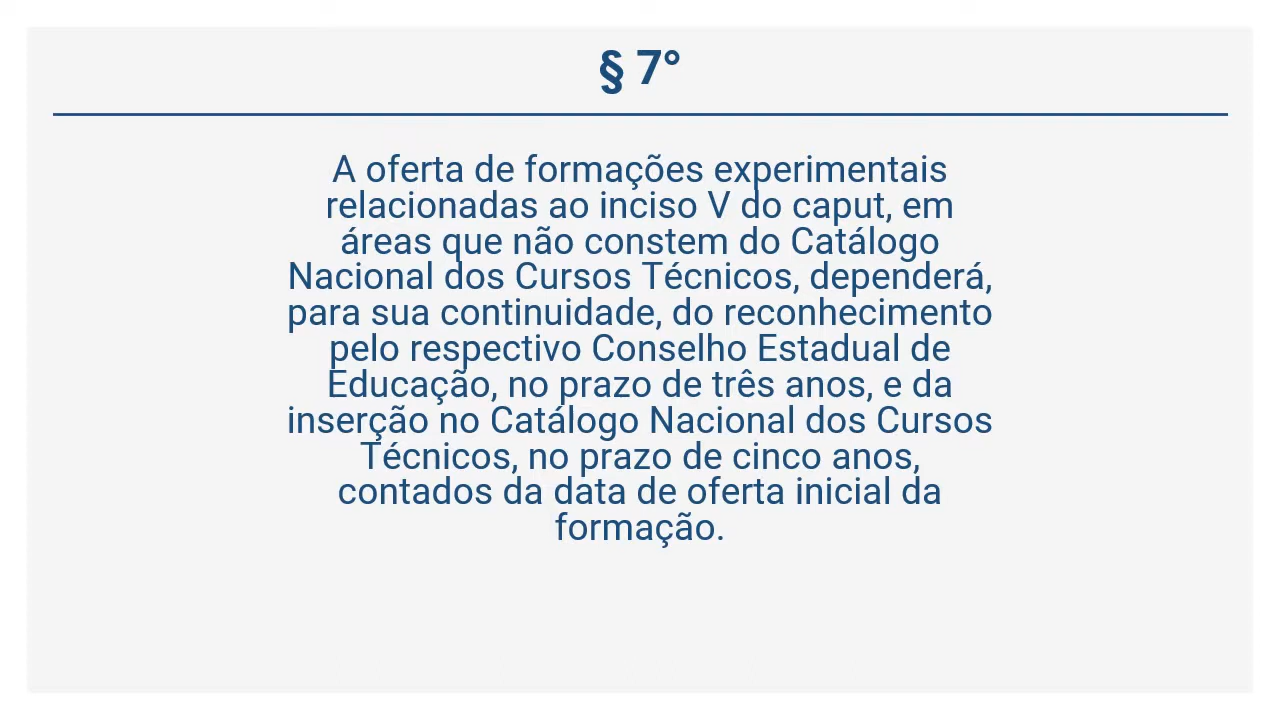 § 7°
A oferta de formações experimentais
relacionadas ao inciso V do caput, em
áreas que não constem do Catálogo
Nacional dos Cursos Técnicos, dependerá,
para sua continuidade, do reconhecimento
pelo respectivo Conselho Estadual de
Educação, no prazo de três anos, e da
inserção no Catálogo Nacional dos Cursos
Técnicos, no prazo de cinco anos,
contados da data de oferta inicial da
formação.